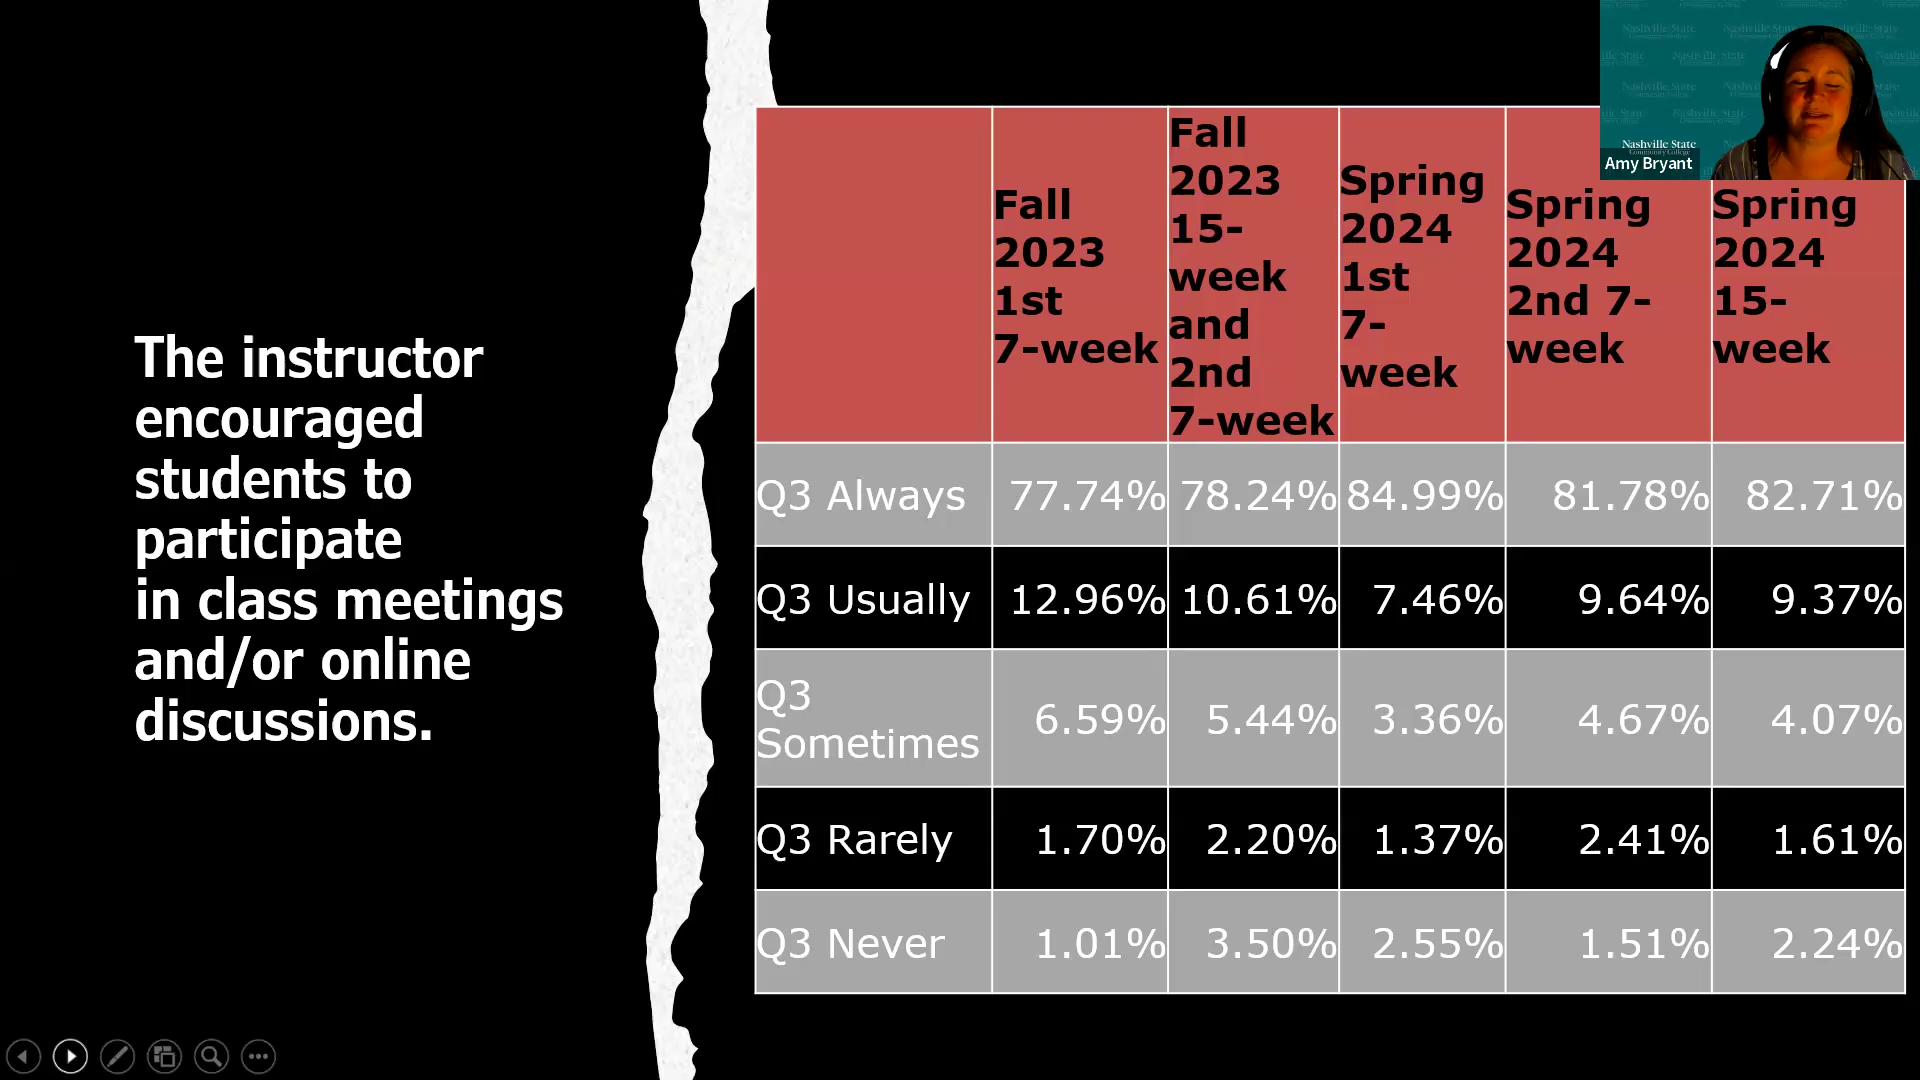 The instructor
encouraged
students to
participate
in class meetings
and/or online
discussions.
Fall
2023
1st
7-week
Fall
2023
15-
week
and
2nd
7-week
Spring
2024
1st
7-
week
Spring
2024
2nd 7-
week
Spring
2024
15-
week
Q3 Always 77.74% 78.24% 84.99% 81.78% 82.71%
Q3 Usually 12.96% 10.61% 7.46% 9.64% 9.37%
Q3
Sometimes 6.59% 5.44% 3.36% 4.67% 4.07%
Q3 Rarely 1.70% 2.20% 1.37% 2.41% 1.61%
Q3 Never 1.01% 3.50% 2.55% 1.51% 2.24%
Nashville State
Community College
Amy Bryant